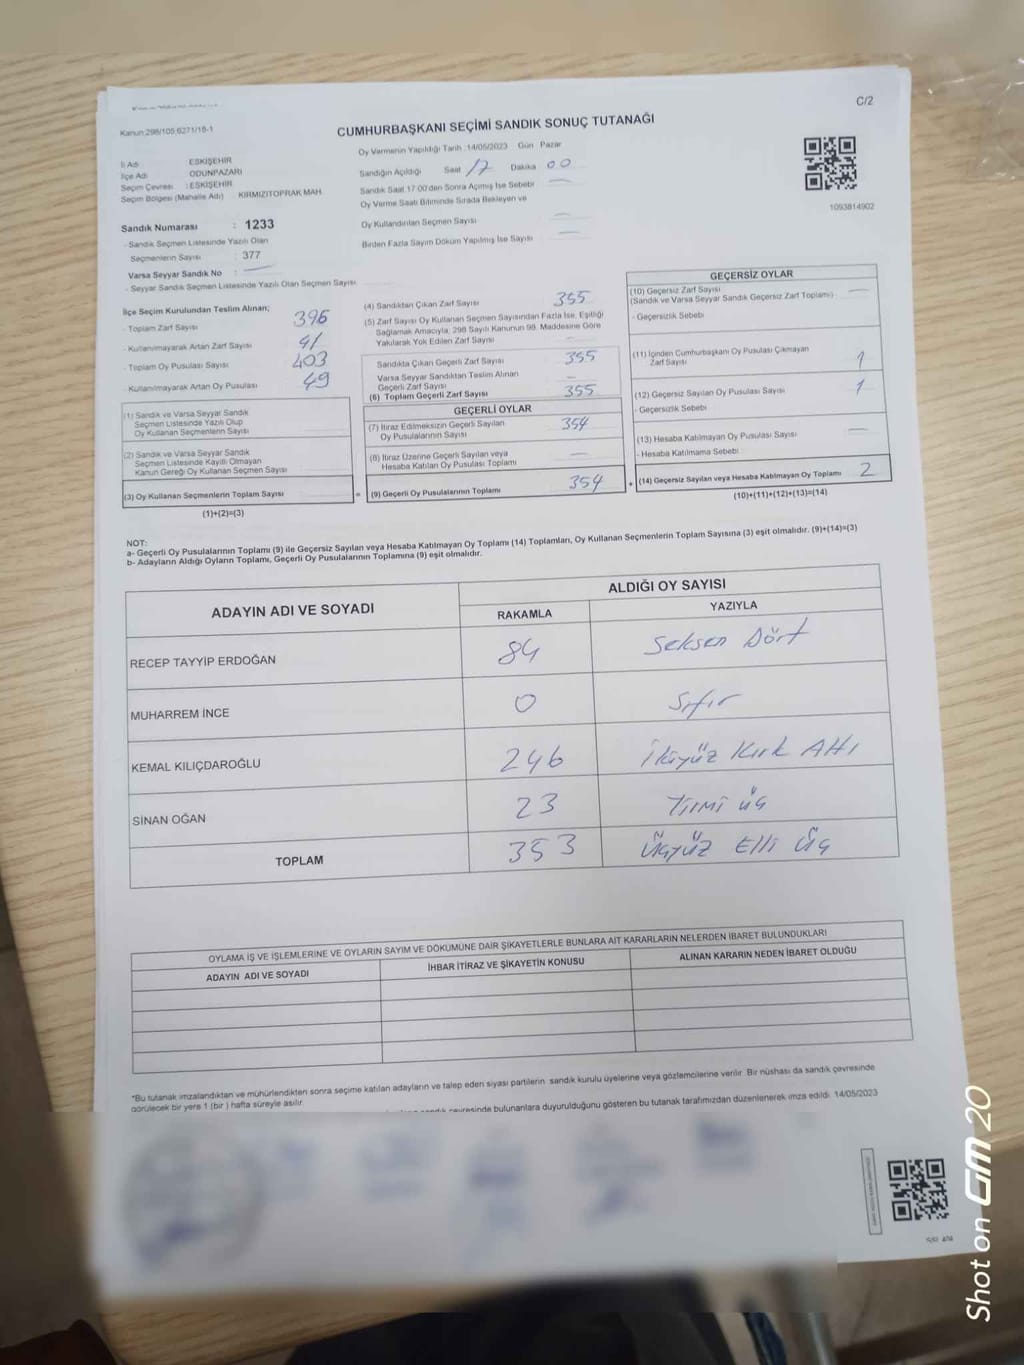 C/2
Kanun:298/105,6271/18-1
CUMHURBAŞKANI SEÇİMİ SANDIK SONUÇ TUTANAĞI
İl Adı ESKİŞEHİR
İlçe Adı ODUNPAZARI
Seçim Çevresi : ESKİŞEHİR
Seçim Bölgesi (Mahalle Adı) : KIRMIZITOPRAK MAH.
Oy Vermenin Yapıldığı Tarih :14/05/2023 Gün Pazar
Sandığın Açıldığı Saat 17 Dakika 00
Sandık Saat 17:00'den Sonra Açımış İse Sebebi
Oy Verme Saati Bitiminde Sırada Bekleyen ve
Oy Kullandırılan Seçmen Sayısı
Birden Fazla Sayım Döküm Yapılmış İse Sayısı
1093814902
Sandık Numarası : 1233
- Sandık Seçmen Listesinde Yazılı Olan
Seçmenlerin Sayısı : 377
Varsa Seyyar Sandık No :
- Seyyar Sandık Seçmen Listesinde Yazılı Olan Seçmen Sayısı
İlçe Seçim Kurulundan Teslim Alınan;
- Toplam Zarf Sayısı 396
- Kullanılmayarak Artan Zarf Sayısı 41
- Toplam Oy Pusulası 403
- Kullanılmayarak Artan Oy Pusulası 49
(1) Sandık ve Varsa Seyyar Sandık
Seçmen Listesinde Yazılı Olup
Oy Kullanan Seçmenlerin Sayısı
(2) Sandık ve Varsa Seyyar Sandık
Seçmen Listesinde Kayıtlı Olmayan
Kanun Gereği Oy Kullanan Seçmen Sayısı
(3) Oy Kullanan Seçmenlerin Toplam Sayısı
(1)+(2)=(3)
(4) Sandıktan Çıkan Zarf Sayısı 355
(5) Zarf Sayısı Oy Kullanan Seçmen Sayısından Fazla İse, Eşitliği
Sağlamak Amacıyla; 298 Sayılı Kanunun 98. Maddesine Göre
Yakılarak Yok Edilen Zarf Sayısı
Sandıkta Çıkan Geçerli Zarf Sayısı 355
Varsa Seyyar Sandıktan Teslim Alınan
Geçerli Zarf Sayısı
(6) Toplam Geçerli Zarf Sayısı 355
GEÇERLİ OYLAR
(7) İtiraz Edilmeksizin Geçerli Sayılan
Oy Pusulalarının Sayısı 354
(8) İtiraz Üzerine Geçerli Sayılan veya
Hesaba Katılan Oy Pusulası Toplamı
= (9) Geçerli Oy Pusulalarının Toplamı 354
GEÇERSİZ OYLAR
(10) Geçersiz Zarf Sayısı
(Sandık ve Varsa Seyyar Sandık Geçersiz Zarf Toplamı)
- Geçersizlik Sebebi
(11) İçinden Cumhurbaşkanı Oy Pusulası Çıkmayan
Zarf Sayısı 1
(12) Geçersiz Sayılan Oy Pusulası Sayısı 1
- Geçersizlik Sebebi
(13) Hesaba Katılmayan Oy Pusulası Sayısı
- Hesaba Katılmama Sebebi
+ (14) Geçersiz Sayılan veya Hesaba Katılmayan Oy Toplamı 2
(10)+(11)+(12)+(13)=(14)
NOT:
a- Geçerli Oy Pusulalarının Toplamı (9) ile Geçersiz Sayılan veya Hesaba Katılmayan Oy Toplamı (14) Toplamları, Oy Kullanan Seçmenlerin Toplam Sayısına (3) eşit olmalıdır. (9)+(14)=(3)
b- Adayların Aldığı Oyların Toplamı, Geçerli Oy Pusulalarının Toplamına (9) eşit olmalıdır.
ADAYIN ADI VE SOYADI ALDIĞI OY SAYISI
RAKAMLA YAZIYLA
RECEP TAYYİP ERDOĞAN 84 Seksen Dört
MUHARREM İNCE 0 Sıfır
KEMAL KILIÇDAROĞLU 246 İkiyüz Kırk Altı
SİNAN OĞAN 23 Yirmi üç
TOPLAM 353 Üçyüz Elli Üç
OYLAMA İŞ VE İŞLEMLERİNE VE OYLARIN SAYIM VE DÖKÜMÜNE DAİR ŞİKAYETLERLE BUNLARA AİT KARARLARIN NELERDEN İBARET BULUNDUKLARI
ADAYIN ADI VE SOYADI İHBAR İTİRAZ VE ŞİKAYETİN KONUSU ALINAN KARARIN NEDEN İBARET OLDUĞU
*Bu tutanak imzalandıktan ve mühürlendikten sonra seçime katılan adayların ve talep eden siyasi partilerin sandık kurulu üyelerine veya gözlemcilerine verilir. Bir nüshası da sandık çevresinde
görülecek bir yere 1 (bir) hafta süreyle asılır.
sandık çevresinde bulunanlara duyurulduğunu gösteren bu tutanak tarafımızdan düzenlenerek imza edildi. 14/05/2023
Shot on GM 20